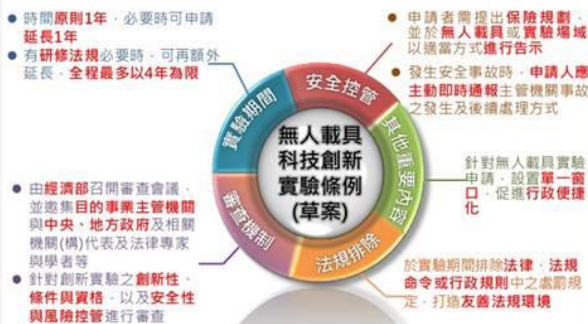 時間原則1年，必要時可申請
延長1年
有研修法規必要時，可再額外
延長，全程最多以4年為限
申請者需提出保險規劃，
並於無人載具或實驗場域
以適當方式進行告示
發生安全事故時，申請人應
主動即時通報主管機關事故
之發生及後續處理方式
實驗期間
安全控管
其他重要內容
法規排除
審查機制
無人載具
科技創新
實驗條例
(草案)
針對無人載具實驗
申請，設置單一窗
口，促進行政便捷
化
由經濟部召開審查會議，
並邀集目的事業主管機關
與中央、地方政府及相關
機關(構)代表及法律專家
與學者等
針對創新實驗之創新性、
條件與資格，以及安全性
與風險控管進行審查
於實驗期間排除法律、法規
命令或行政規則中之處罰規
定，打造友善法規環境